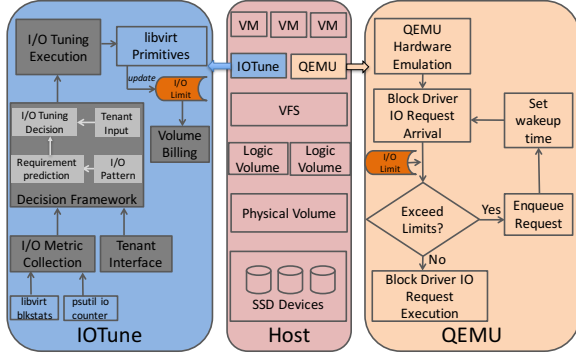 I/O Tuning
Execution
libvirt
Primitives
update
I/O
Limit
Volume
Billing
I/O Tuning
Decision
Tenant
Input
Requirement
prediction
I/O
Pattern
Decision Framework
I/O Metric
Collection
Tenant
Interface
libvirt
blkstats
psutil io
counter
IOTune
VM
VM
VM
IOTune
QEMU
VFS
Logic
Volume
Logic
Volume
Physical Volume
SSD Devices
Host
QEMU
Hardware
Emulation
Block Driver
IO Request
Arrival
Set
wakeup
time
I/O
Limit
Exceed
Limits?
Yes
Enqueue
Request
No
Block Driver IO
Request
Execution
QEMU